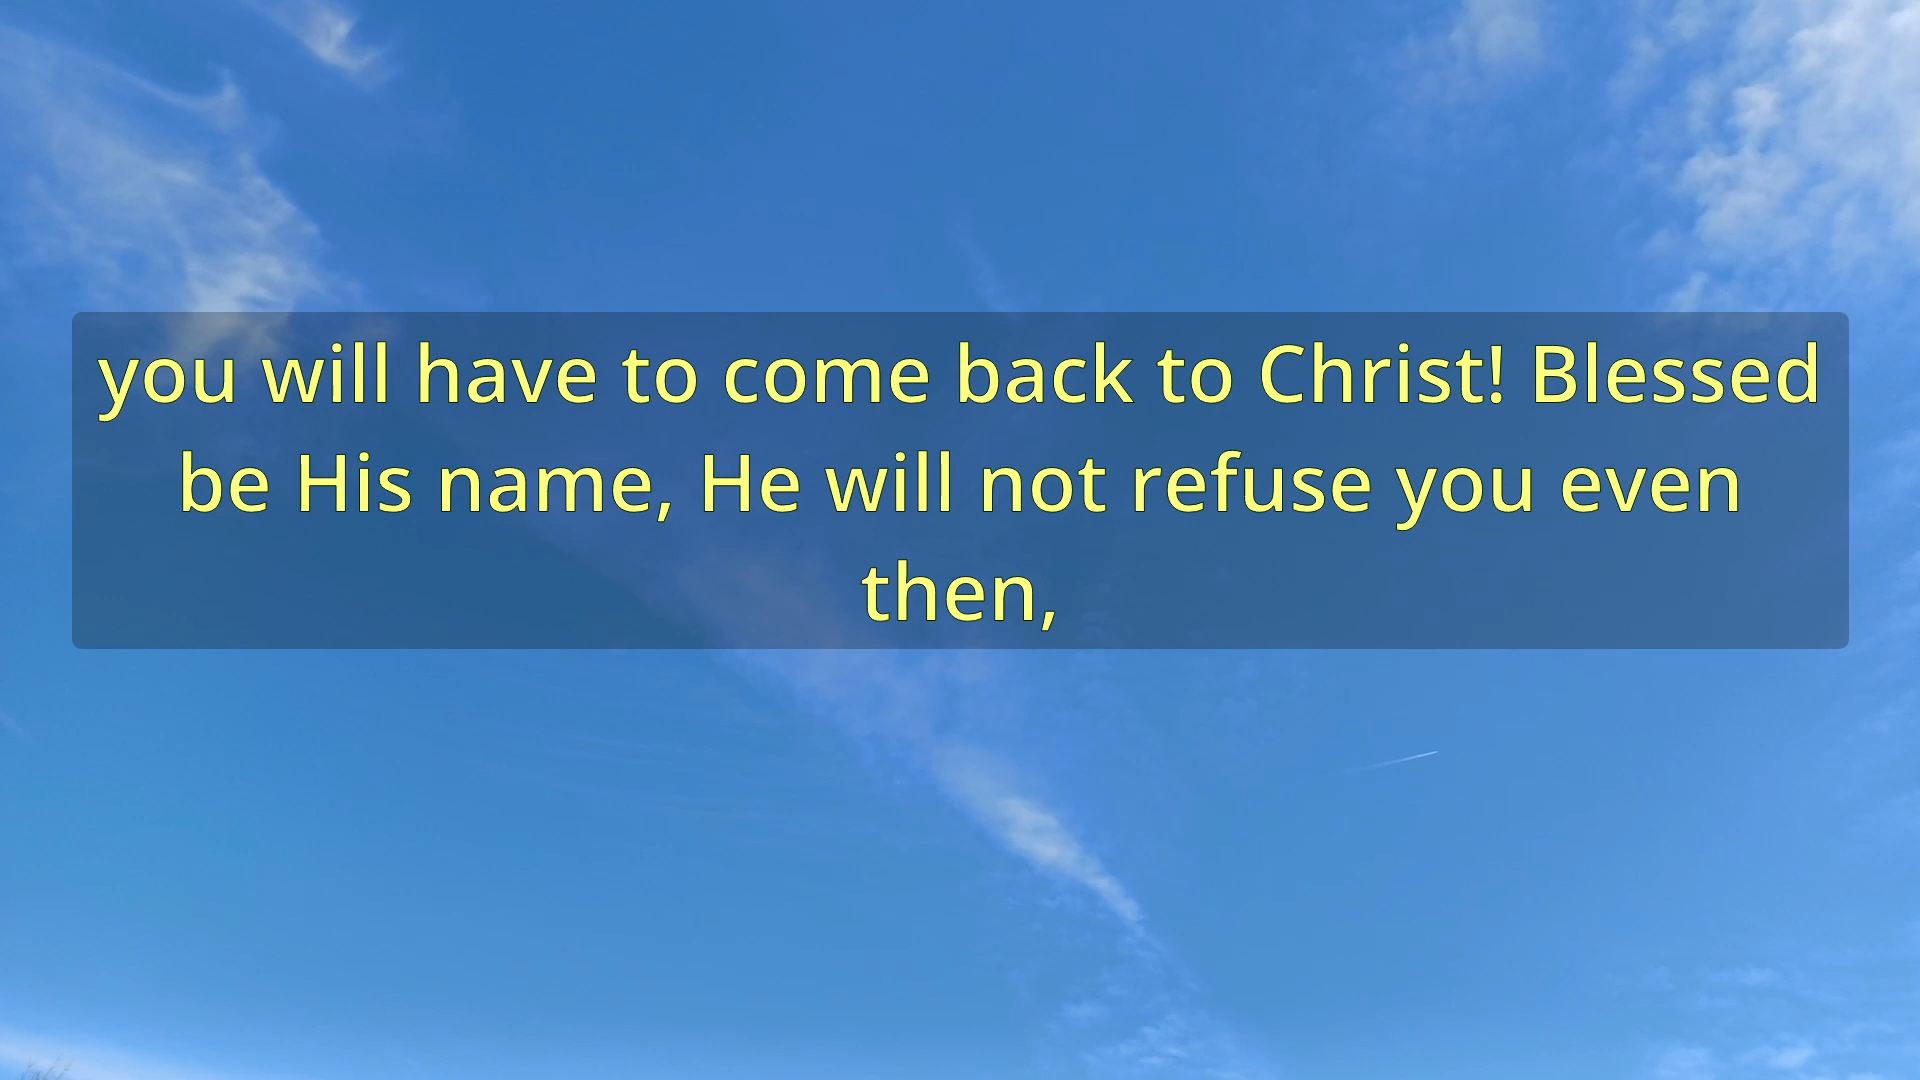 you will have to come back to Christ! Blessed
be His name, He will not refuse you even
then,